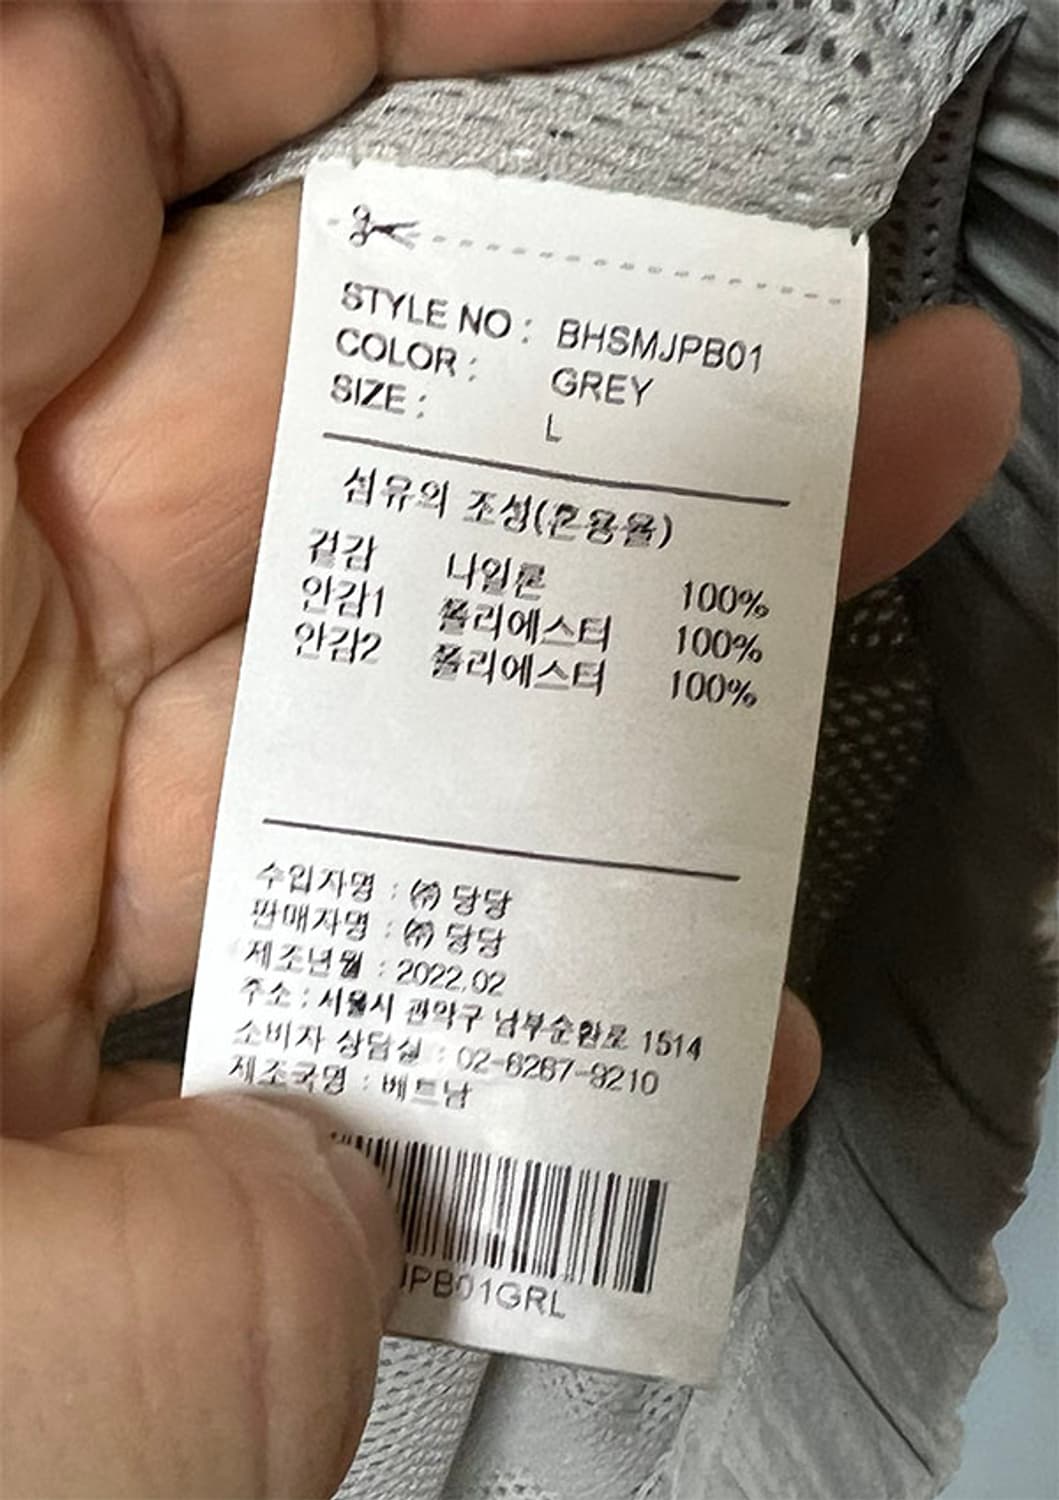 STYLE NO : BHSMJPB01
COLOR : GREY
SIZE : L
섬유의 조성(혼용율)
겉감 나일론 100%
안감1 폴리에스터 100%
안감2 폴리에스터 100%
수입자명 : ㈜ 당당
판매자명 : ㈜ 당당
제조년월 : 2022.02
주소 : 서울시 관악구 남부순환로 1514
소비자 상담실 : 02-6267-9210
제조국명 : 베트남
JPB01GRL